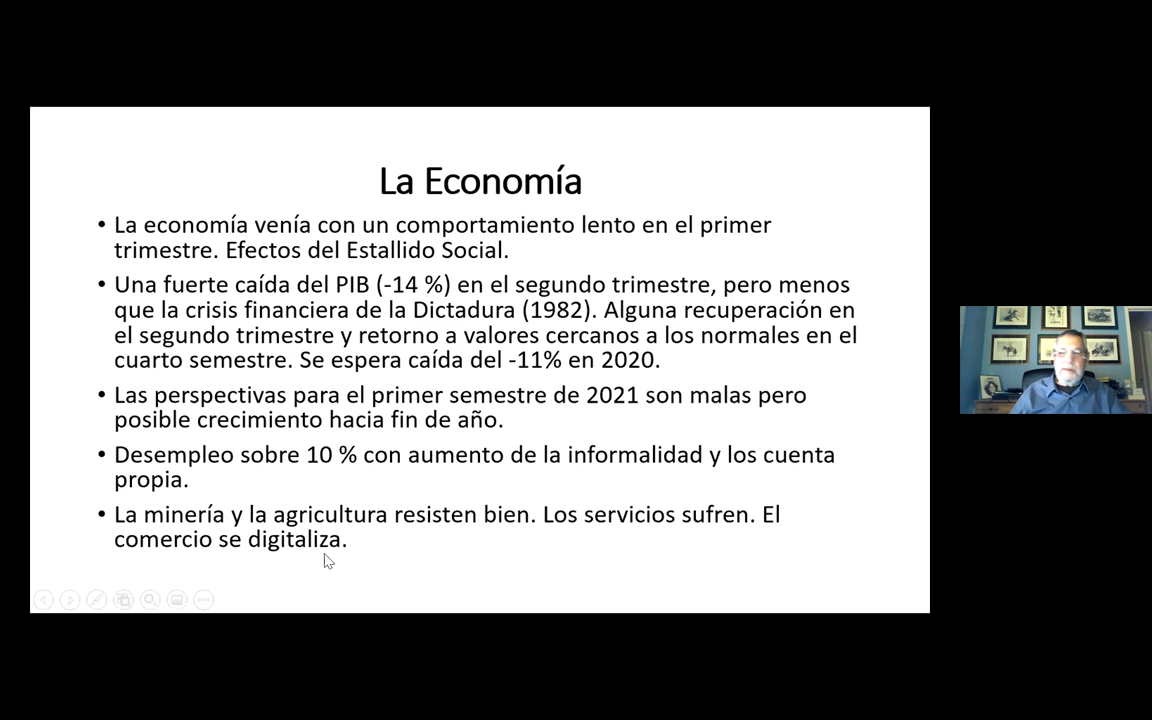 La Economía
• La economía venía con un comportamiento lento en el primer
trimestre. Efectos del Estallido Social.
• Una fuerte caída del PIB (-14 %) en el segundo trimestre, pero menos
que la crisis financiera de la Dictadura (1982). Alguna recuperación en
el segundo trimestre y retorno a valores cercanos a los normales en el
cuarto semestre. Se espera caída del -11% en 2020.
• Las perspectivas para el primer semestre de 2021 son malas pero
posible crecimiento hacia fin de año.
• Desempleo sobre 10 % con aumento de la informalidad y los cuenta
propia.
• La minería y la agricultura resisten bien. Los servicios sufren. El
comercio se digitaliza.